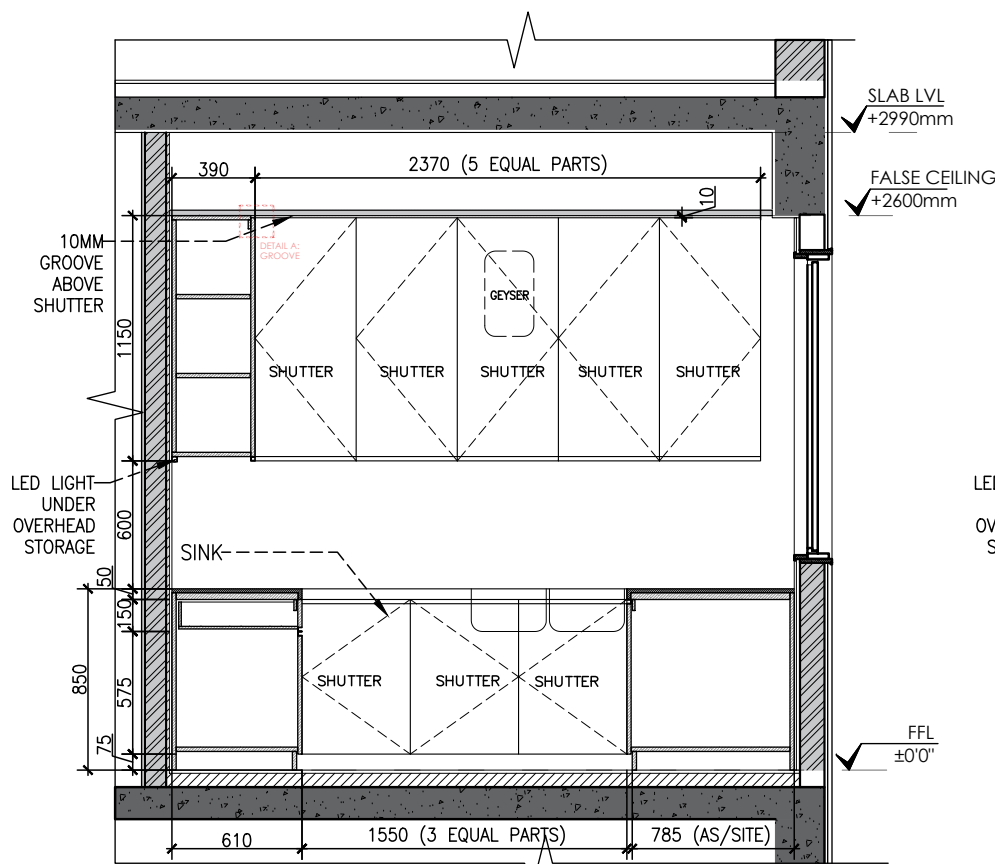 SLAB LVL
+2990mm
390
2370 (5 EQUAL PARTS)
FALSE CEILING
+2600mm
10
10MM
GROOVE
ABOVE
SHUTTER
DETAIL A:
GROOVE
GEYSER
1150
SHUTTER
SHUTTER
SHUTTER
SHUTTER
SHUTTER
LED LIGHT
UNDER
OVERHEAD
STORAGE
600
SINK
50
150
850
575
75
SHUTTER
SHUTTER
SHUTTER
FFL
±0'0"
610
1550 (3 EQUAL PARTS)
785 (AS/SITE)